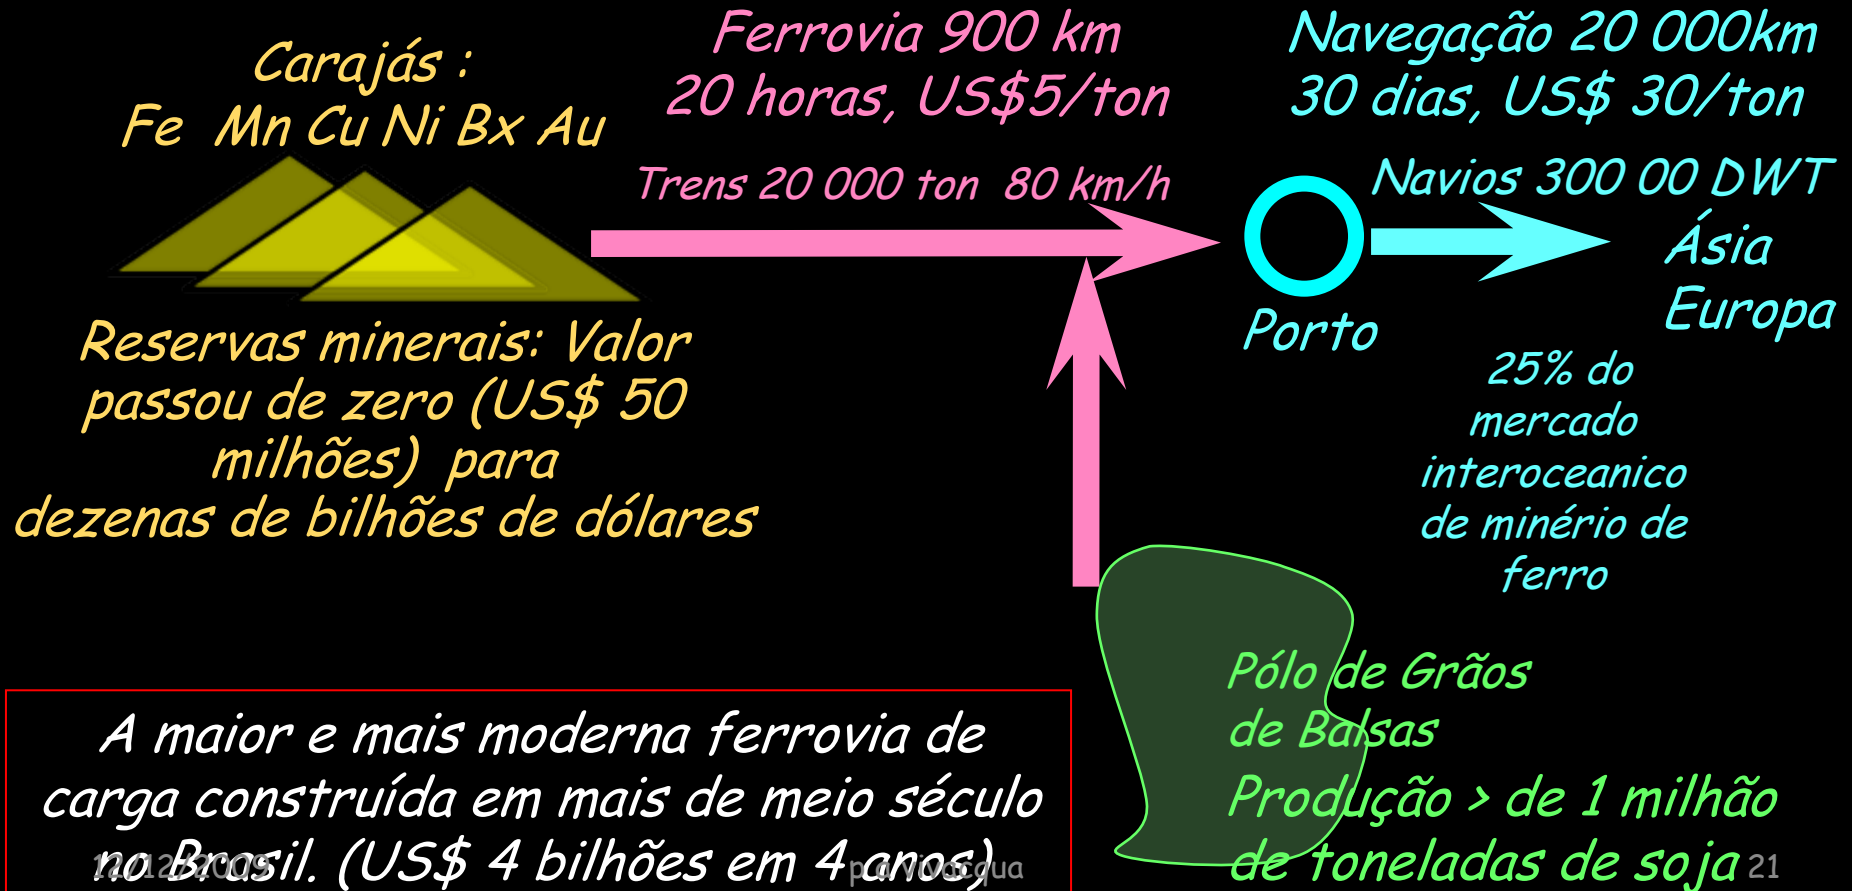 Carajás :
Fe Mn Cu Ni Bx Au
Ferrovia 900 km
20 horas, US$5/ton
Trens 20 000 ton 80 km/h
Navegação 20 000km
30 dias, US$ 30/ton
Navios 300 00 DWT
Ásia
Europa
Porto
25% do
mercado
interoceanico
de minério de
ferro
Reservas minerais: Valor
passou de zero (US$ 50
milhões) para
dezenas de bilhões de dólares
Pólo de Grãos
de Balsas
Produção > de 1 milhão
de toneladas de soja
A maior e mais moderna ferrovia de
carga construída em mais de meio século
no Brasil. (US$ 4 bilhões em 4 anos)
12/12/2009
p a vivacqua
21